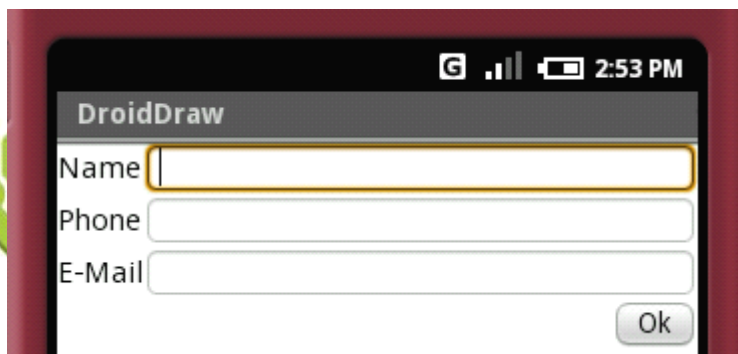 G 2:53 PM
DroidDraw
Name
Phone
E-Mail
Ok